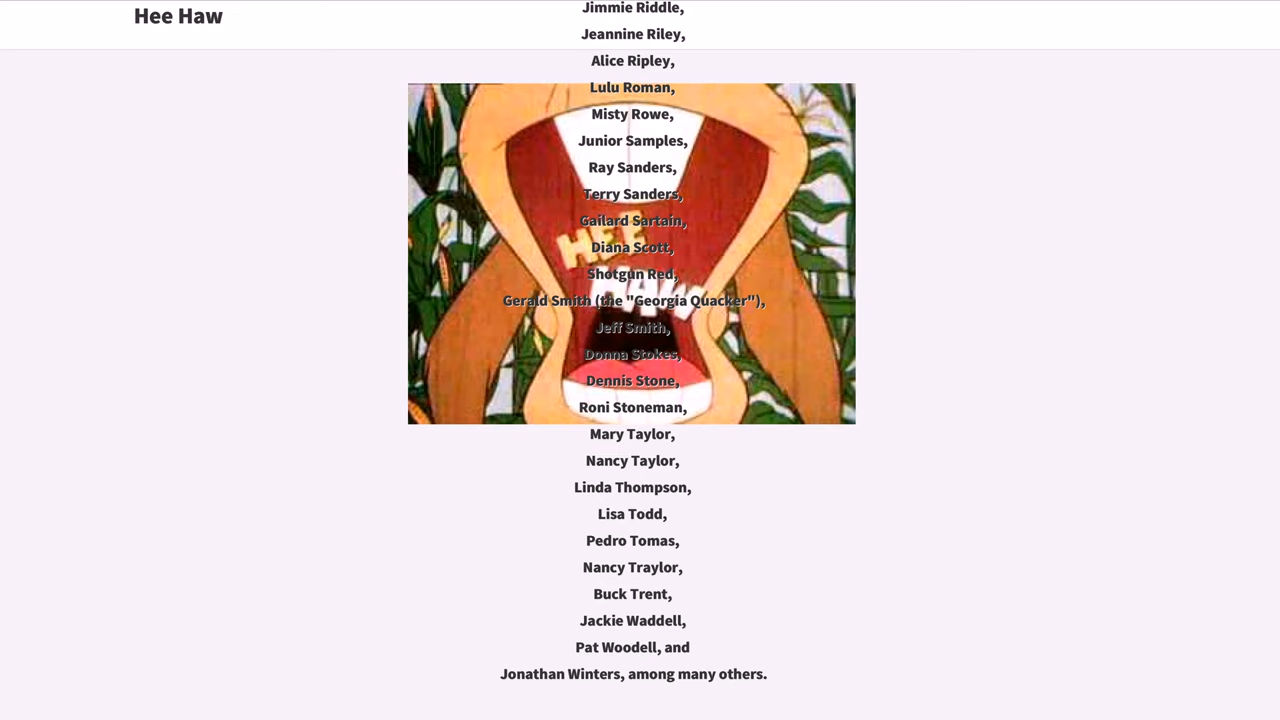 Hee Haw
Jimmie Riddle,
Jeannine Riley,
Alice Ripley,
Lulu Roman,
Misty Rowe,
Junior Samples,
Ray Sanders,
Terry Sanders,
Gailard Sartain,
HEE
Diana Scott,
Shotgun Red,
HAW
Gerald Smith (the "Georgia Quacker"),
Jeff Smith,
Donna Stokes,
Dennis Stone,
Roni Stoneman,
Mary Taylor,
Nancy Taylor,
Linda Thompson,
Lisa Todd,
Pedro Tomas,
Nancy Traylor,
Buck Trent,
Jackie Waddell,
Pat Woodell, and
Jonathan Winters, among many others.